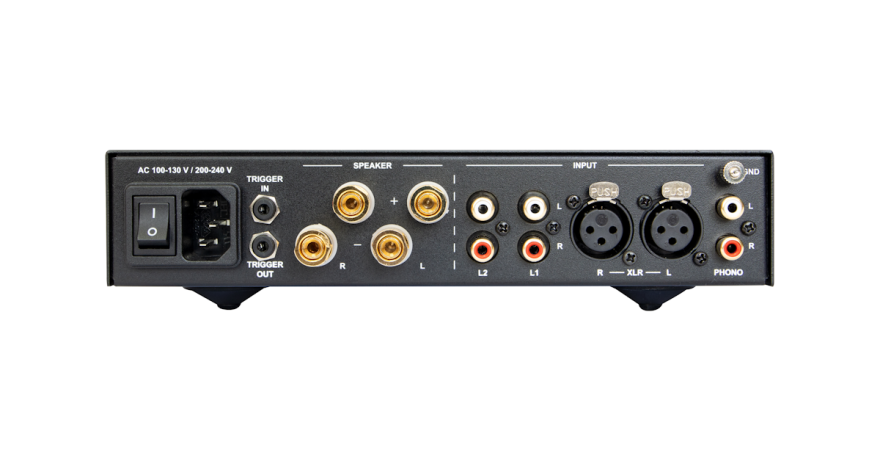 AC 100-130 V / 200-240 V
TRIGGER
IN
TRIGGER
OUT
SPEAKER
+
–
R
L
INPUT
L
R
L2
L1
PUSH
PUSH
R — XLR — L
GND
L
R
PHONO
I
O